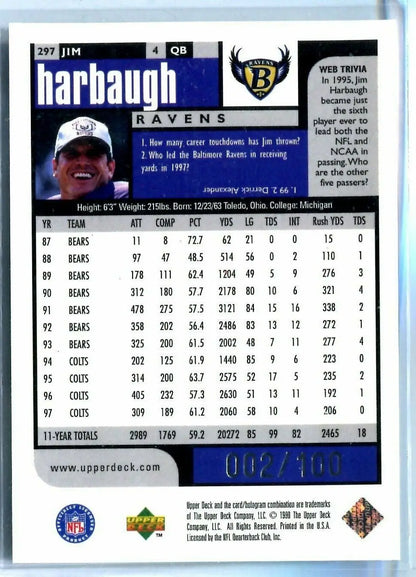 297 JIM 4 QB
harbaugh
RAVENS
RAVENS
B
1. How many career touchdowns has Jim thrown?
2. Who led the Baltimore Ravens in receiving
yards in 1997?
1. 99 2. Derrick Alexander
WEB TRIVIA
In 1995, Jim
Harbaugh
became just
the sixth
player ever to
lead both the
NFL and
NCAA in
passing. Who
are the other
five passers?
Height: 6'3" Weight: 215lbs. Born: 12/23/63 Toledo, Ohio. College: Michigan
YR TEAM ATT COMP PCT YDS LG TDS INT Rush YDS TDS
87 BEARS 11 8 72.7 62 21 0 0 15 0
88 BEARS 97 47 48.5 514 56 0 2 110 1
89 BEARS 178 111 62.4 1204 49 5 9 276 3
90 BEARS 312 180 57.7 2178 80 10 6 321 4
91 BEARS 478 275 57.5 3121 84 15 16 338 2
92 BEARS 358 202 56.4 2486 83 13 12 272 1
93 BEARS 325 200 61.5 2002 48 7 11 277 4
94 COLTS 202 125 61.9 1440 85 9 6 223 0
95 COLTS 314 200 63.7 2575 52 17 5 235 2
96 COLTS 405 232 57.3 2630 51 13 11 192 1
97 COLTS 309 189 61.2 2060 58 10 4 206 0
11-YEAR TOTALS 2989 1769 59.2 20272 85 99 82 2465 18
www.upperdeck.com
002/100
NFL
UPPER
DECK
Upper Deck and the card/hologram combination are trademarks
of The Upper Deck Company, LLC. © 1998 The Upper Deck
Company, LLC. All Rights Reserved. Printed in the U.S.A.
Licensed by the NFL Quarterback Club, Inc.